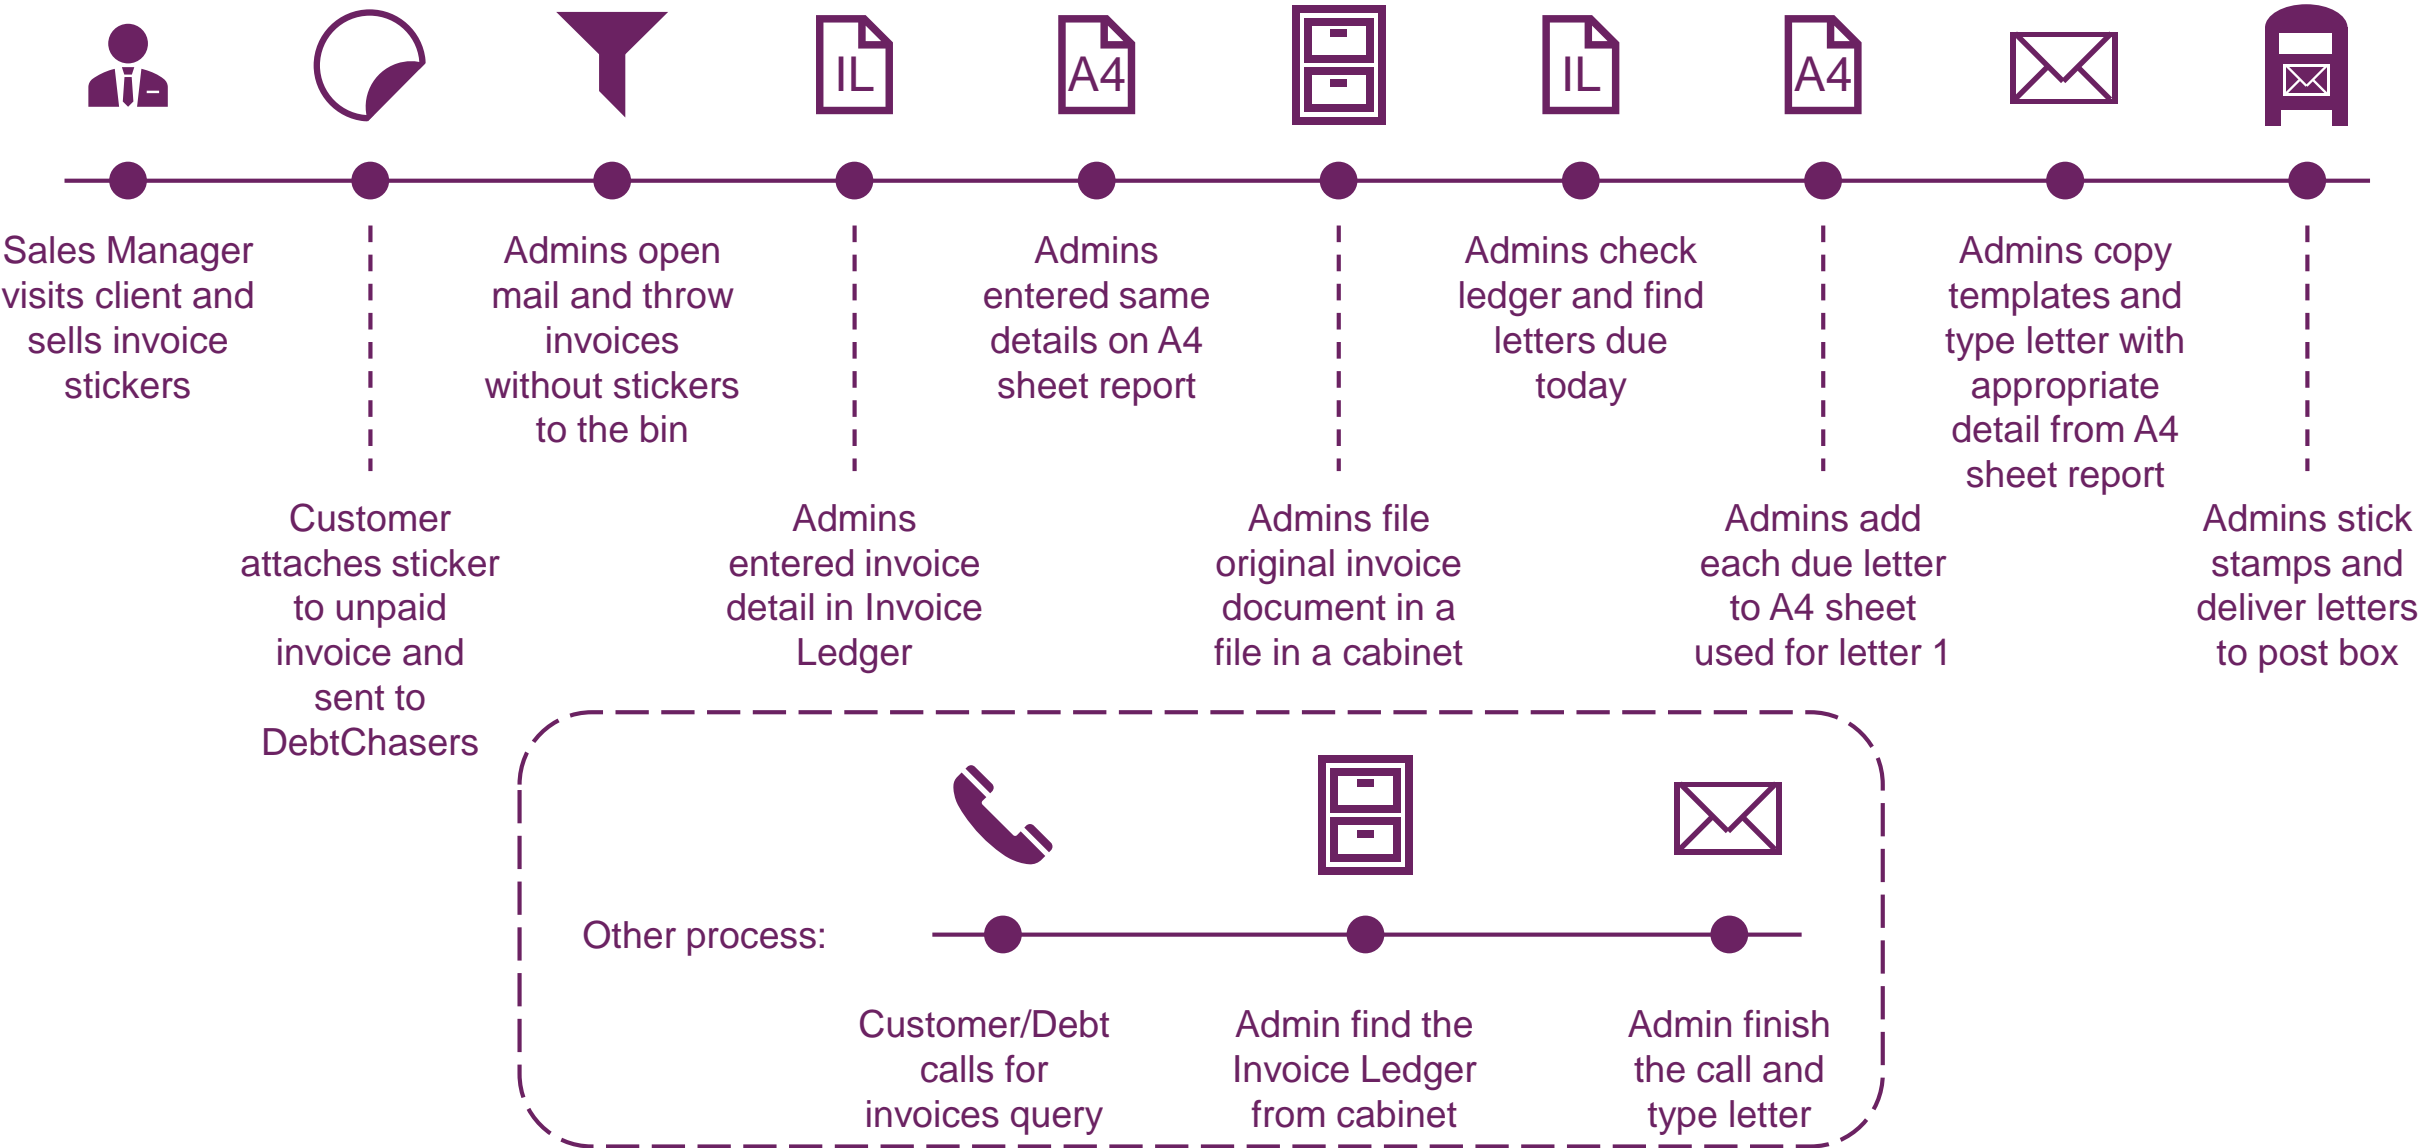 IL
A4
IL
A4
Sales Manager
visits client and
sells invoice
stickers
Customer
attaches sticker
to unpaid
invoice and
sent to
DebtChasers
Admins open
mail and throw
invoices
without stickers
to the bin
Admins
entered invoice
detail in Invoice
Ledger
Admins
entered same
details on A4
sheet report
Admins file
original invoice
document in a
file in a cabinet
Admins check
ledger and find
letters due
today
Admins add
each due letter
to A4 sheet
used for letter 1
Admins copy
templates and
type letter with
appropriate
detail from A4
sheet report
Admins stick
stamps and
deliver letters
to post box
Other process:
Customer/Debt
calls for
invoices query
Admin find the
Invoice Ledger
from cabinet
Admin finish
the call and
type letter